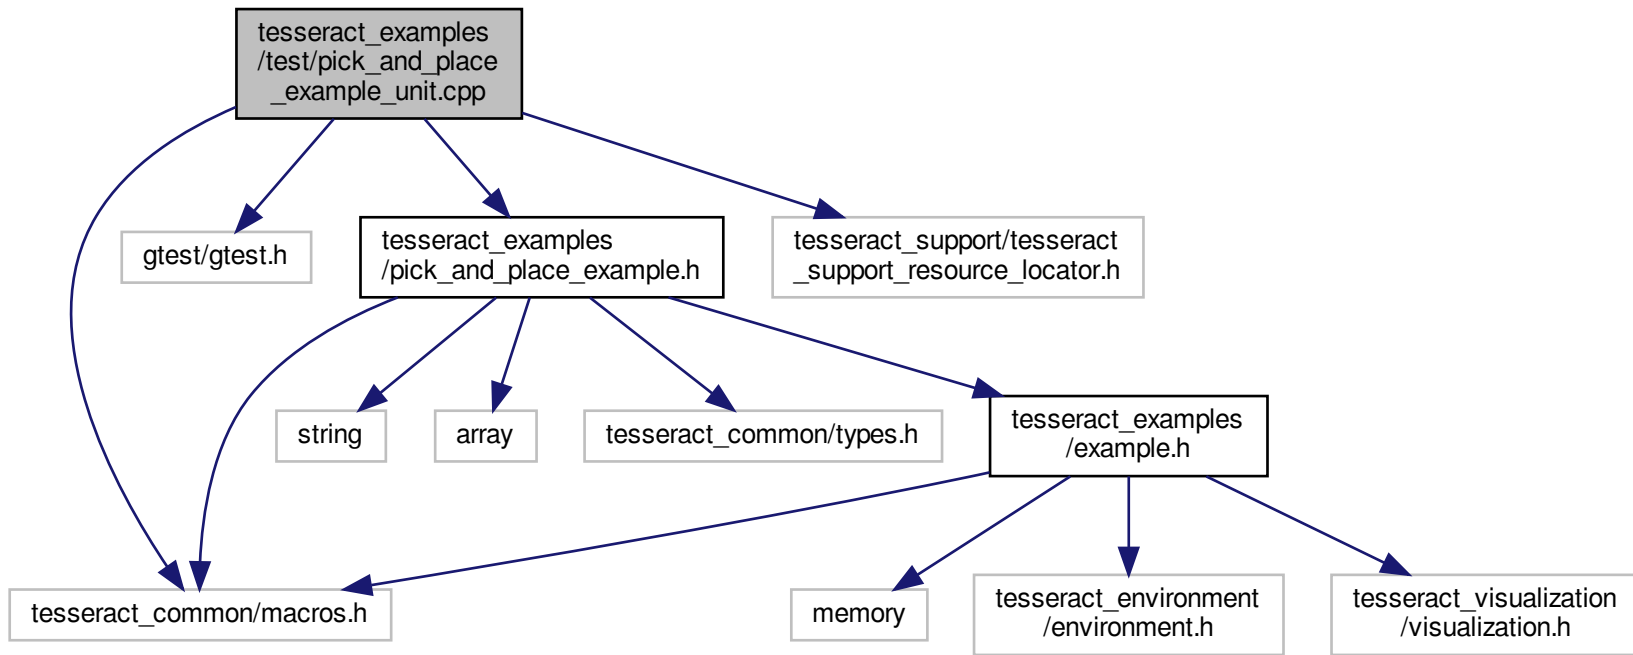 tesseract_examples
/test/pick_and_place
_example_unit.cpp
gtest/gtest.h
tesseract_examples
/pick_and_place_example.h
tesseract_support/tesseract
_support_resource_locator.h
string
array
tesseract_common/types.h
tesseract_examples
/example.h
tesseract_common/macros.h
memory
tesseract_environment
/environment.h
tesseract_visualization
/visualization.h